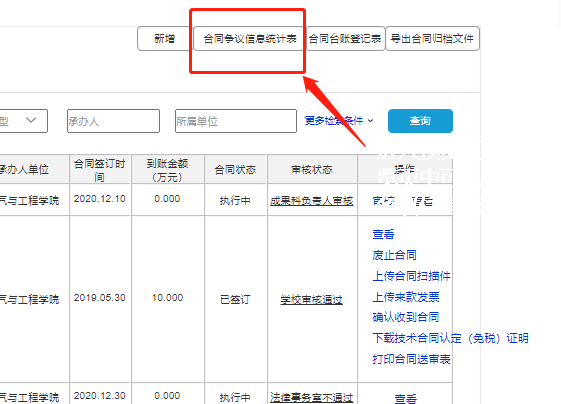 新增 合同争议信息统计表 合同台账登记表 导出合同归档文件
型 承办人 所属单位 更多检索条件 查询
承办人单位 合同签订时间 到账金额（万元） 合同状态 审核状态 操作
气与工程学院 2020.12.10 0.000 执行中 成果科负责人审核
查看
废止合同
上传合同扫描件
上传来款发票
气与工程学院 2019.05.30 10.000 已签订 学校审核通过
确认收到合同
下载技术合同认定（免税）证明
打印合同送审表
气与工程学院 2020.12.30 0.000 执行中 法律事务室不通过 查看